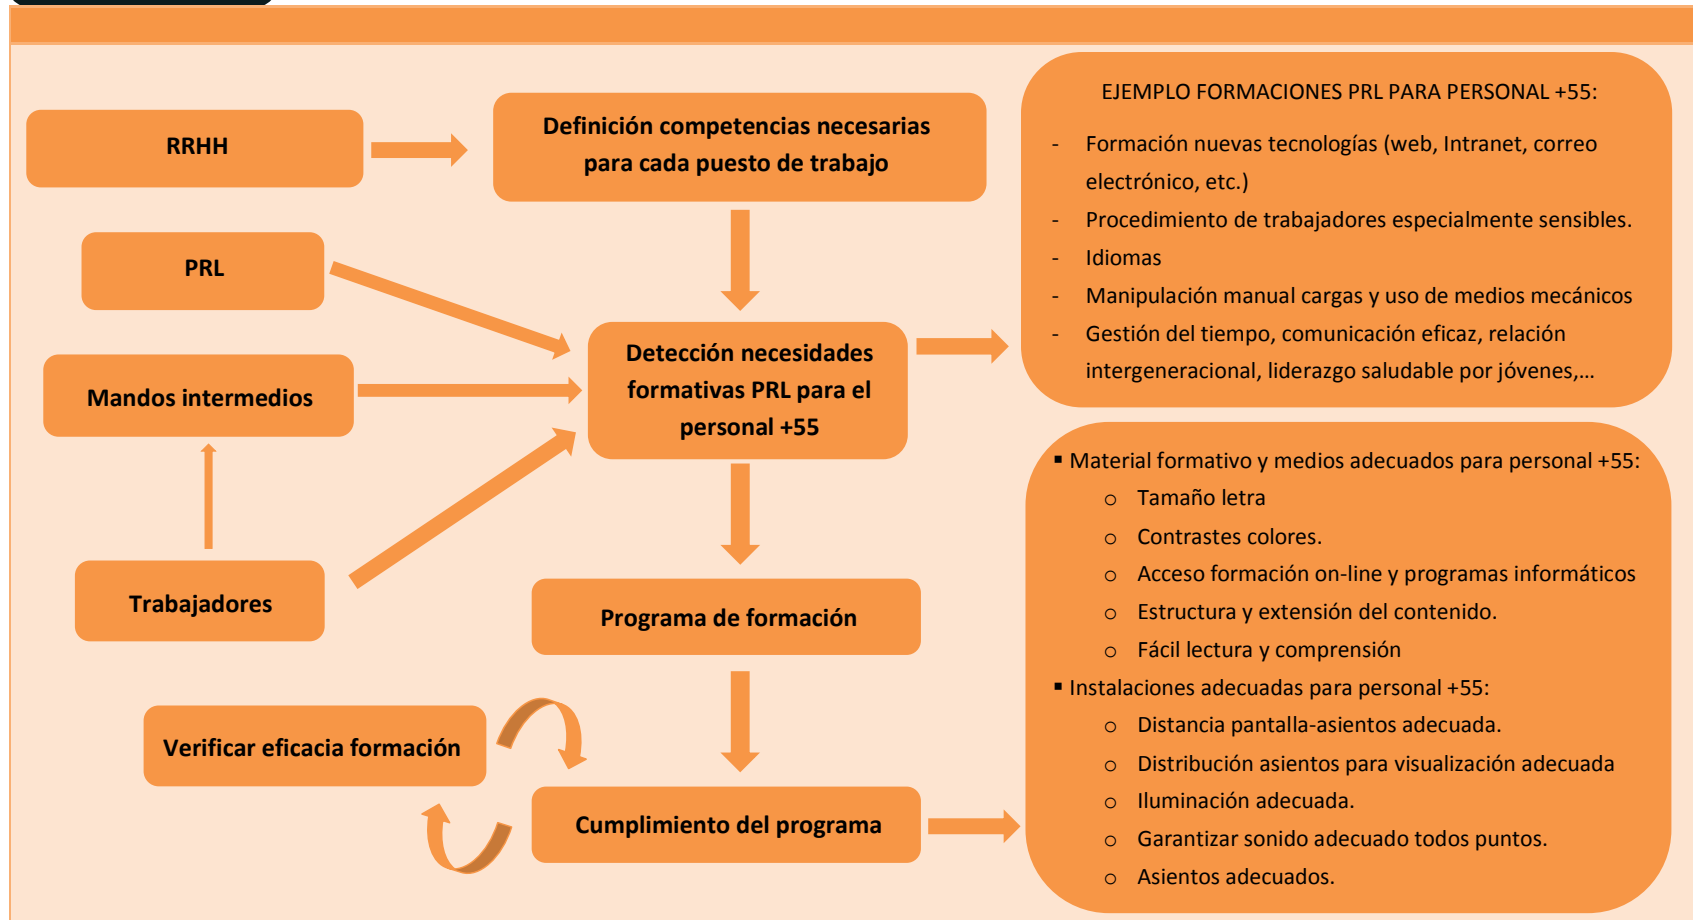 RRHH
Definición competencias necesarias
para cada puesto de trabajo
PRL
Mandos intermedios
Trabajadores
Detección necesidades
formativas PRL para el
personal +55
Programa de formación
Verificar eficacia formación
Cumplimiento del programa
EJEMPLO FORMACIONES PRL PARA PERSONAL +55:
- Formación nuevas tecnologías (web, Intranet, correo
electrónico, etc.)
- Procedimiento de trabajadores especialmente sensibles.
- Idiomas
- Manipulación manual cargas y uso de medios mecánicos
- Gestión del tiempo, comunicación eficaz, relación
intergeneracional, liderazgo saludable por jóvenes,...
▪ Material formativo y medios adecuados para personal +55:
o Tamaño letra
o Contrastes colores.
o Acceso formación on-line y programas informáticos
o Estructura y extensión del contenido.
o Fácil lectura y comprensión
▪ Instalaciones adecuadas para personal +55:
o Distancia pantalla-asientos adecuada.
o Distribución asientos para visualización adecuada
o Iluminación adecuada.
o Garantizar sonido adecuado todos puntos.
o Asientos adecuados.